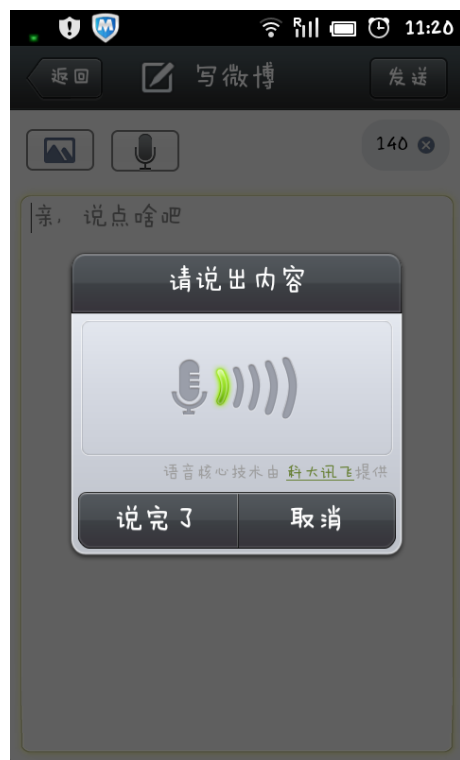 11:20
返回 写微博 发送
140
亲，说点啥吧
请说出内容
语音核心技术由 科大讯飞提供
说完了 取消